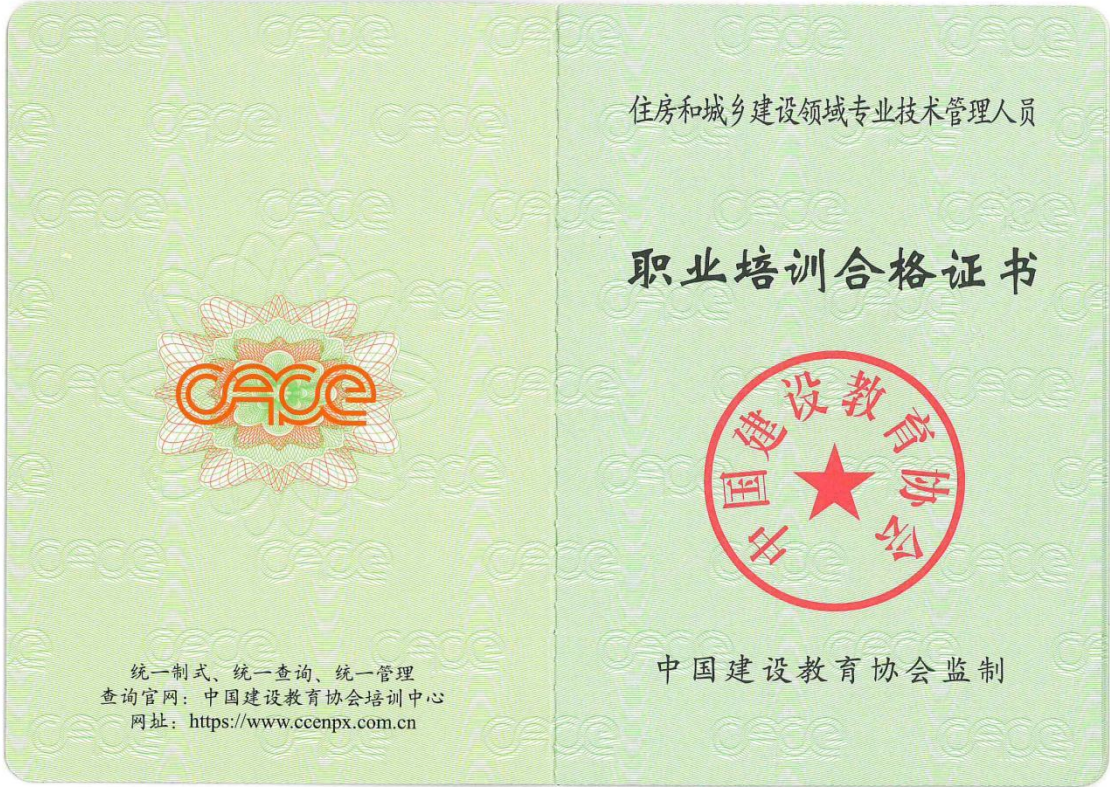 CACE
统一制式、统一查询、统一管理
查询官网：中国建设教育协会培训中心
网址：https://www.ccenpx.com.cn
住房和城乡建设领域专业技术管理人员
职业培训合格证书
中国建设教育协会
中国建设教育协会监制